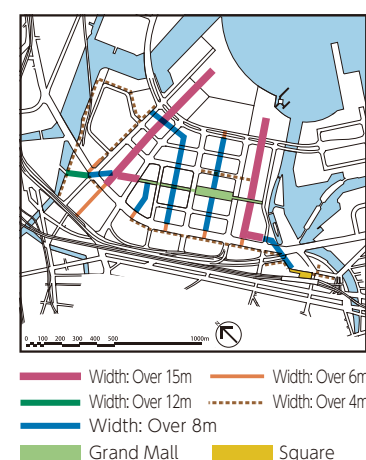 0 100 200 300 400 500 1000m
Width: Over 15m Width: Over 6m
Width: Over 12m Width: Over 4m
Width: Over 8m
Grand Mall Square